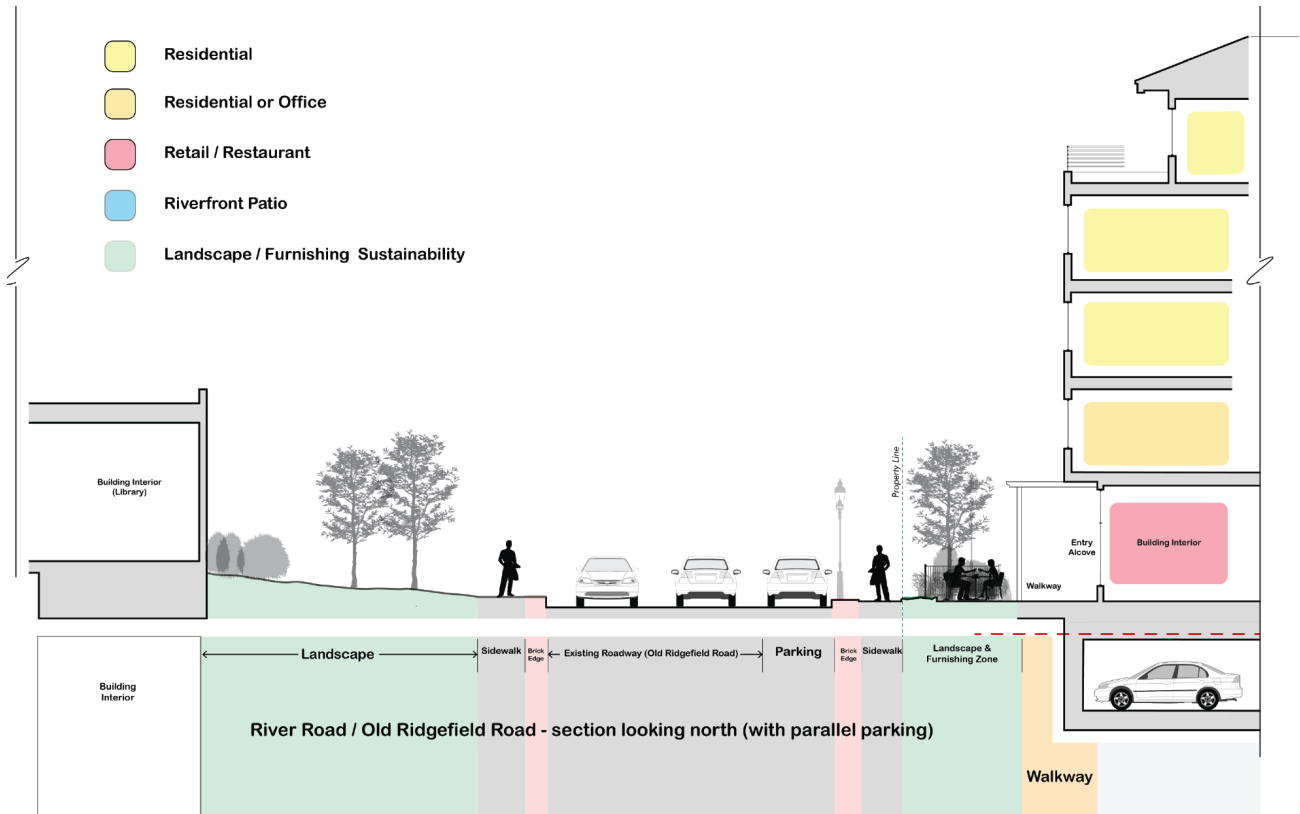 Residential
Residential or Office
Retail / Restaurant
Riverfront Patio
Landscape / Furnishing Sustainability
Building Interior
(Library)
Property Line
Entry
Alcove
Building Interior
Walkway
Landscape
Sidewalk
Brick
Edge
Existing Roadway (Old Ridgefield Road)
Parking
Brick
Edge
Sidewalk
Landscape &
Furnishing Zone
Building
Interior
River Road / Old Ridgefield Road - section looking north (with parallel parking)
Walkway